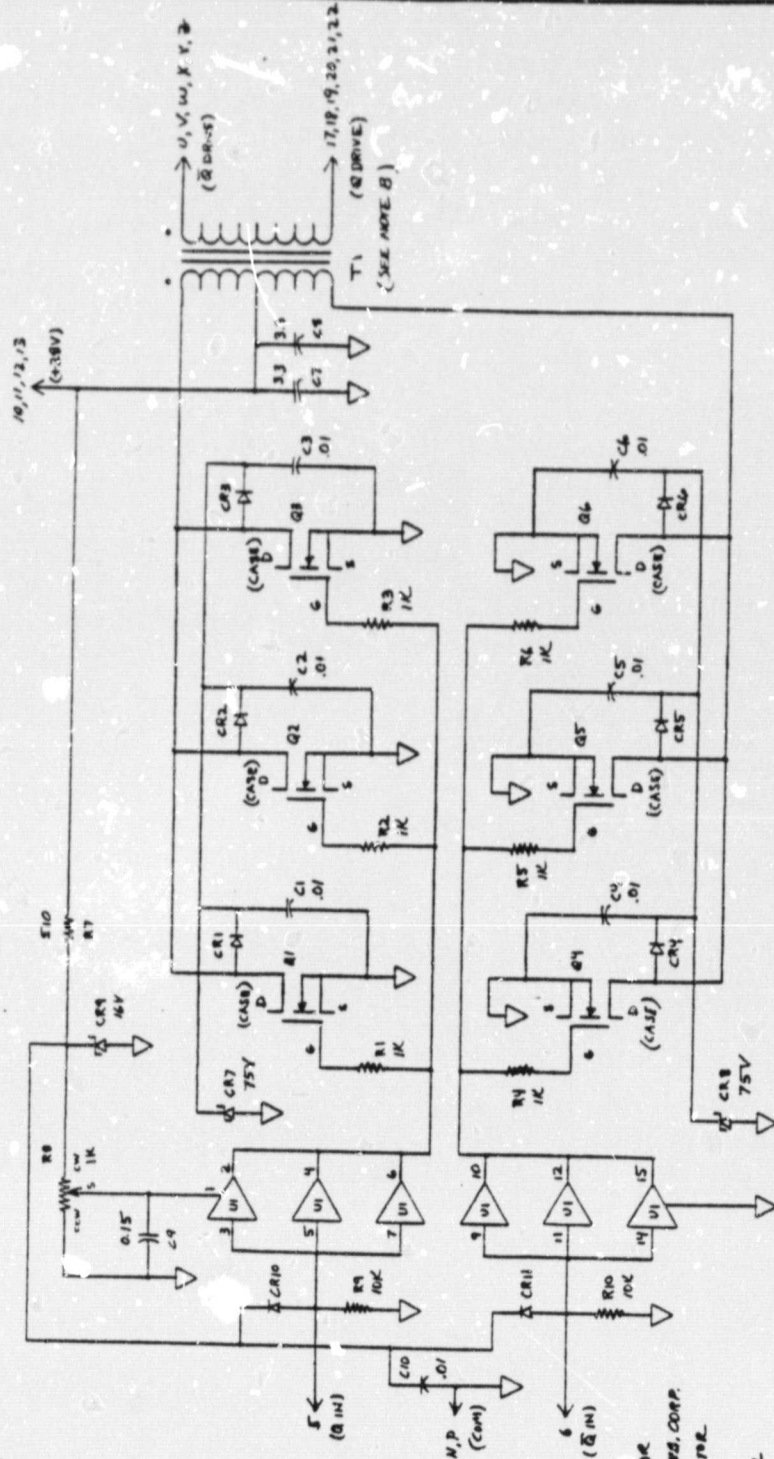 U, V, W, X, Y, Z
(Q̄ DRIVE)
17, 18, 19, 20, 21, 22
(Q DRIVE)
(SEE NOTE 8)
T1
10, 11, 12, 13
(+28V)
3.3
C8
3.3
C7
C3
.01
CR3
Q3
(CASE)
D
S
G
R3
1K
C2
.01
CR2
Q2
(CASE)
D
S
G
R2
1K
C1
.01
CR1
Q1
(CASE)
D
S
G
R1
1K
510
R7
CR9
16V
CR7
75V
R8
CW
1K
S
CCW
0.15
C9
1
3
U1
2
5
U1
4
7
U1
6
9
U1
10
11
U1
12
14
U1
15
CR10
R9
10K
CR11
R10
10K
C10
.01
5
(Q IN)
N, P
(COM)
6
(Q̄ IN)
C6
.01
CR6
Q6
S
D
(CASE)
G
R6
1K
C5
.01
CR5
Q5
S
D
(CASE)
G
R5
1K
C4
.01
CR4
Q4
S
D
(CASE)
G
R4
1K
CR8
75V
CORP.